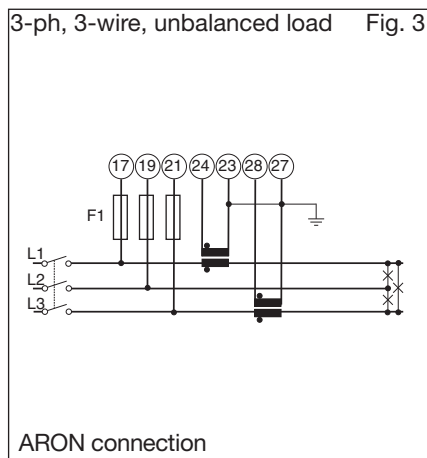 3-ph, 3-wire, unbalanced load Fig. 3
17 19 21 24 23 28 27
F1
L1
L2
L3
ARON connection